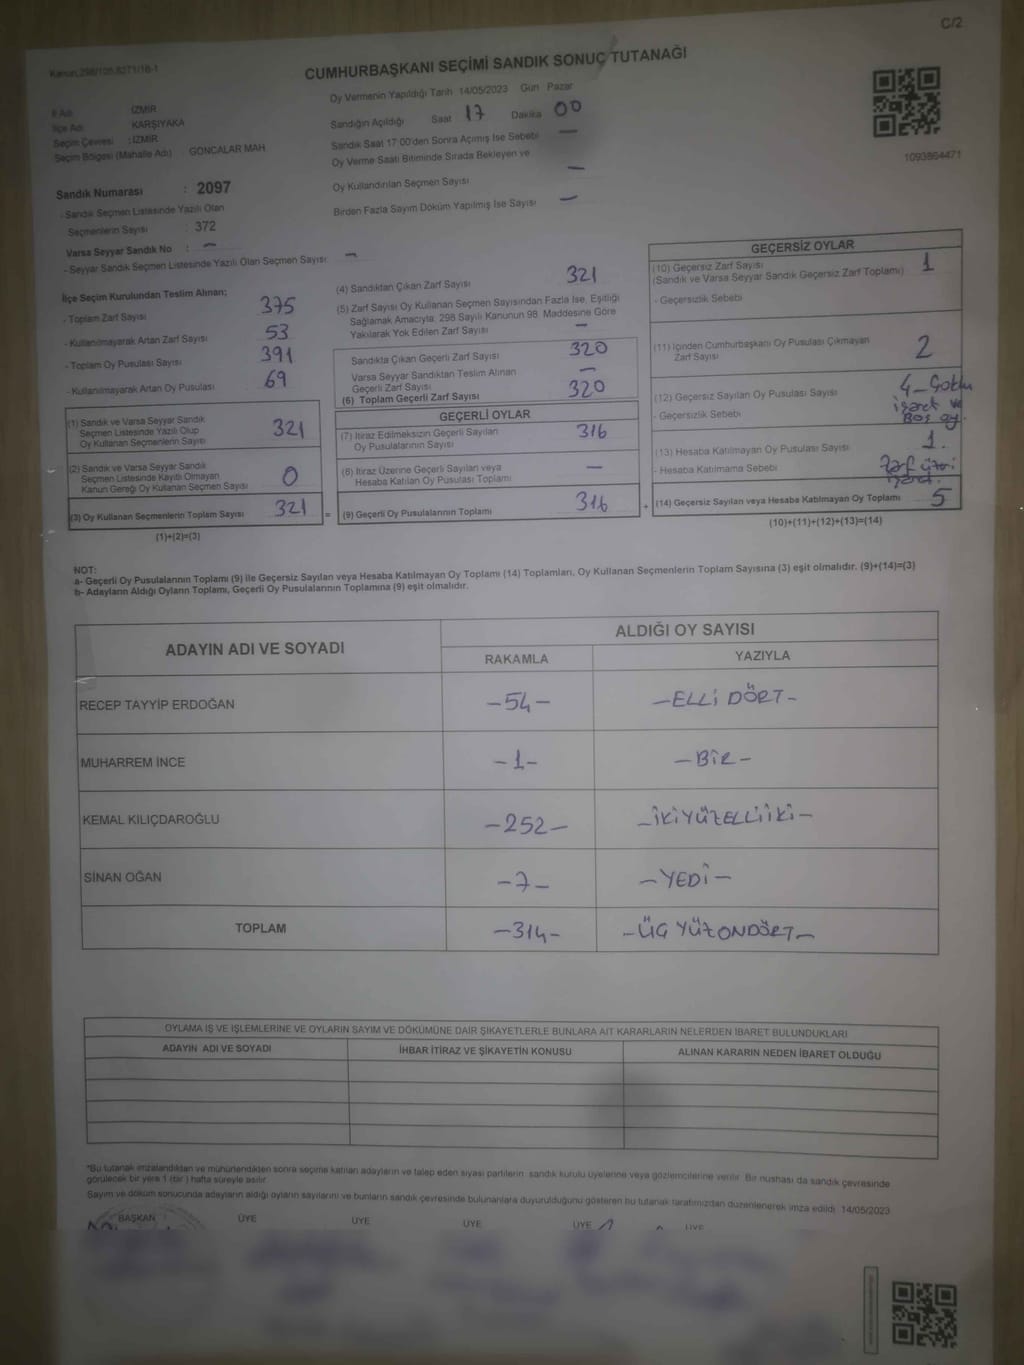 C/2
Kanun,298/105,6271/16-1
CUMHURBAŞKANI SEÇİMİ SANDIK SONUÇ TUTANAĞI
İl Adı İZMİR
İlçe Adı KARŞIYAKA
Seçim Çevresi : İZMİR
Seçim Bölgesi (Mahalle Adı) GONCALAR MAH
Oy Vermenin Yapıldığı Tarih 14/05/2023 Gün Pazar
Sandığın Açıldığı Saat 17 Dakika 00
Sandık Saat 17:00'den Sonra Açımış İse Sebebi —
Oy Verme Saati Bitiminde Sırada Bekleyen ve
Oy Kullandırılan Seçmen Sayısı —
Birden Fazla Sayım Döküm Yapılmış İse Sayısı —
1093864471
Sandık Numarası : 2097
- Sandık Seçmen Listesinde Yazılı Olan
Seçmenlerin Sayısı : 372
Varsa Seyyar Sandık No : —
- Seyyar Sandık Seçmen Listesinde Yazılı Olan Seçmen Sayısı —
İlçe Seçim Kurulundan Teslim Alınan;
- Toplam Zarf Sayısı 375
- Kullanılmayarak Artan Zarf Sayısı 53
- Toplam Oy Pusulası Sayısı 391
- Kullanılmayarak Artan Oy Pusulası 69
(1) Sandık ve Varsa Seyyar Sandık
Seçmen Listesinde Yazılı Olup
Oy Kullanan Seçmenlerin Sayısı 321
(2) Sandık ve Varsa Seyyar Sandık
Seçmen Listesinde Kayıtlı Olmayan
Kanun Gereği Oy Kullanan Seçmen Sayısı 0
(3) Oy Kullanan Seçmenlerin Toplam Sayısı 321 =
(1)+(2)=(3)
(4) Sandıktan Çıkan Zarf Sayısı 321
(5) Zarf Sayısı Oy Kullanan Seçmen Sayısından Fazla İse, Eşitliği
Sağlamak Amacıyla; 298 Sayılı Kanunun 98. Maddesine Göre
Yakılarak Yok Edilen Zarf Sayısı —
Sandıkta Çıkan Geçerli Zarf Sayısı 320
Varsa Seyyar Sandıktan Teslim Alınan
Geçerli Zarf Sayısı —
(6) Toplam Geçerli Zarf Sayısı 320
GEÇERLİ OYLAR
(7) İtiraz Edilmeksizin Geçerli Sayılan
Oy Pusulalarının Sayısı 316
(8) İtiraz Üzerine Geçerli Sayılan veya
Hesaba Katılan Oy Pusulası Toplamı —
(9) Geçerli Oy Pusulalarının Toplamı 316 +
GEÇERSİZ OYLAR
(10) Geçersiz Zarf Sayısı
(Sandık ve Varsa Seyyar Sandık Geçersiz Zarf Toplamı) 1
- Geçersizlik Sebebi
(11) İçinden Cumhurbaşkanı Oy Pusulası Çıkmayan
Zarf Sayısı 2
(12) Geçersiz Sayılan Oy Pusulası Sayısı 4-Çoklu
- Geçersizlik Sebebi işaret ve
Boş oy.
(13) Hesaba Katılmayan Oy Pusulası Sayısı 1.
- Hesaba Katılmama Sebebi Zarf üzeri
işaret.
(14) Geçersiz Sayılan veya Hesaba Katılmayan Oy Toplamı 5
(10)+(11)+(12)+(13)=(14)
NOT:
a- Geçerli Oy Pusulalarının Toplamı (9) ile Geçersiz Sayılan veya Hesaba Katılmayan Oy Toplamı (14) Toplamları, Oy Kullanan Seçmenlerin Toplam Sayısına (3) eşit olmalıdır. (9)+(14)=(3)
b- Adayların Aldığı Oyların Toplamı, Geçerli Oy Pusulalarının Toplamına (9) eşit olmalıdır.
ADAYIN ADI VE SOYADI ALDIĞI OY SAYISI
RAKAMLA YAZIYLA
RECEP TAYYİP ERDOĞAN -54- -ELLİ DÖRT-
MUHARREM İNCE -1- -BİR-
KEMAL KILIÇDAROĞLU -252- -İKİYÜZELLİİKİ-
SİNAN OĞAN -7- -YEDİ-
TOPLAM -314- -ÜÇ YÜZ ONDÖRT-
OYLAMA İŞ VE İŞLEMLERİNE VE OYLARIN SAYIM VE DÖKÜMÜNE DAİR ŞİKAYETLERLE BUNLARA AİT KARARLARIN NELERDEN İBARET BULUNDUKLARI
ADAYIN ADI VE SOYADI İHBAR İTİRAZ VE ŞİKAYETİN KONUSU ALINAN KARARIN NEDEN İBARET OLDUĞU
*Bu tutanak imzalandıktan ve mühürlendikten sonra seçime katılan adayların ve talep eden siyasi partilerin sandık kurulu üyelerine veya gözlemcilerine verilir. Bir nüshası da sandık çevresinde
görülecek bir yere 1 (bir ) hafta süreyle asılır
Sayım ve döküm sonucunda adayların aldığı oyların sayılarını ve bunların sandık çevresinde bulunanlara duyurulduğunu gösteren bu tutanak tarafımızdan düzenlenerek imza edildi 14/05/2023
BAŞKAN ÜYE ÜYE ÜYE ÜYE ÜYE